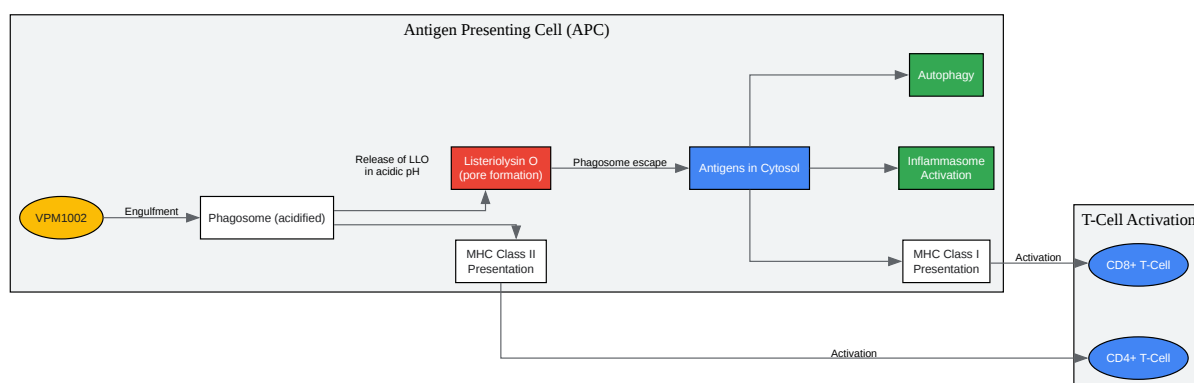 Antigen Presenting Cell (APC)
Autophagy
Release of LLO
in acidic pH
Listeriolysin O
(pore formation)
Phagosome escape
Antigens in Cytosol
Inflammasome
Activation
VPM1002
Engulfment
Phagosome (acidified)
T-Cell Activation
MHC Class II
Presentation
MHC Class I
Presentation
Activation
CD8+ T-Cell
Activation
CD4+ T-Cell